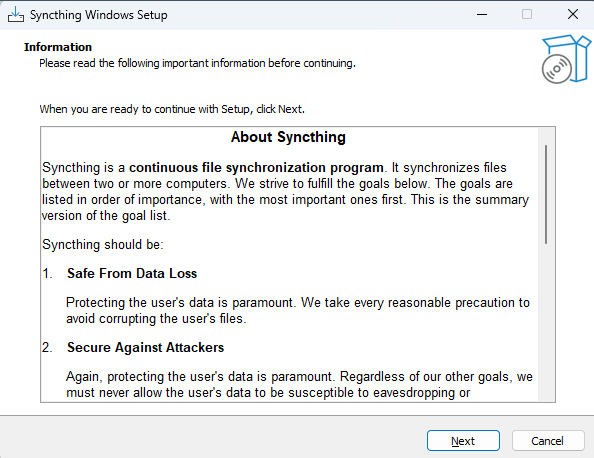 Syncthing Windows Setup
Information
Please read the following important information before continuing.
When you are ready to continue with Setup, click Next.
About Syncthing
Syncthing is a continuous file synchronization program. It synchronizes files
between two or more computers. We strive to fulfill the goals below. The goals are
listed in order of importance, with the most important ones first. This is the summary
version of the goal list.
Syncthing should be:
1. Safe From Data Loss
Protecting the user's data is paramount. We take every reasonable precaution to
avoid corrupting the user's files.
2. Secure Against Attackers
Again, protecting the user's data is paramount. Regardless of our other goals, we
must never allow the user's data to be susceptible to eavesdropping or
Next Cancel